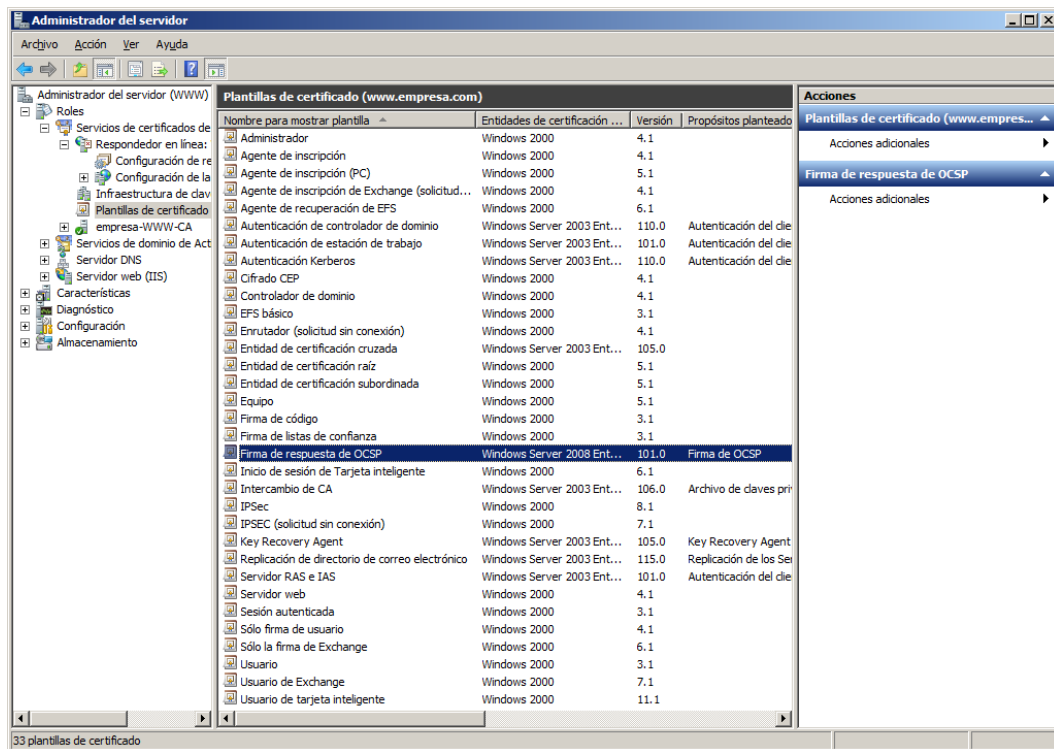 Administrador del servidor
Archivo Acción Ver Ayuda
Administrador del servidor (WWW)
Roles
Servicios de certificados de
Respondedor en línea:
Configuración de re
Configuración de la
Infraestructura de clav
Plantillas de certificado
empresa-WWW-CA
Servicios de dominio de Act
Servidor DNS
Servidor web (IIS)
Características
Diagnóstico
Configuración
Almacenamiento
Plantillas de certificado (www.empresa.com)
Nombre para mostrar plantilla Entidades de certificación ... Versión Propósitos planteado
Administrador Windows 2000 4.1
Agente de inscripción Windows 2000 4.1
Agente de inscripción (PC) Windows 2000 5.1
Agente de inscripción de Exchange (solicitud... Windows 2000 4.1
Agente de recuperación de EFS Windows 2000 6.1
Autenticación de controlador de dominio Windows Server 2003 Ent... 110.0 Autenticación del clie
Autenticación de estación de trabajo Windows Server 2003 Ent... 101.0 Autenticación del clie
Autenticación Kerberos Windows Server 2003 Ent... 110.0 Autenticación del clie
Cifrado CEP Windows 2000 4.1
Controlador de dominio Windows 2000 4.1
EFS básico Windows 2000 3.1
Enrutador (solicitud sin conexión) Windows 2000 4.1
Entidad de certificación cruzada Windows Server 2003 Ent... 105.0
Entidad de certificación raíz Windows 2000 5.1
Entidad de certificación subordinada Windows 2000 5.1
Equipo Windows 2000 5.1
Firma de código Windows 2000 3.1
Firma de listas de confianza Windows 2000 3.1
Firma de respuesta de OCSP Windows Server 2008 Ent... 101.0 Firma de OCSP
Inicio de sesión de Tarjeta inteligente Windows 2000 6.1
Intercambio de CA Windows Server 2003 Ent... 106.0 Archivo de claves pri
IPSec Windows 2000 8.1
IPSEC (solicitud sin conexión) Windows 2000 7.1
Key Recovery Agent Windows Server 2003 Ent... 105.0 Key Recovery Agent
Replicación de directorio de correo electrónico Windows Server 2003 Ent... 115.0 Replicación de los Se
Servidor RAS e IAS Windows Server 2003 Ent... 101.0 Autenticación del clie
Servidor web Windows 2000 4.1
Sesión autenticada Windows 2000 3.1
Sólo firma de usuario Windows 2000 4.1
Sólo la firma de Exchange Windows 2000 6.1
Usuario Windows 2000 3.1
Usuario de Exchange Windows 2000 7.1
Usuario de tarjeta inteligente Windows 2000 11.1
Acciones
Plantillas de certificado (www.empres...
Acciones adicionales
Firma de respuesta de OCSP
Acciones adicionales
33 plantillas de certificado